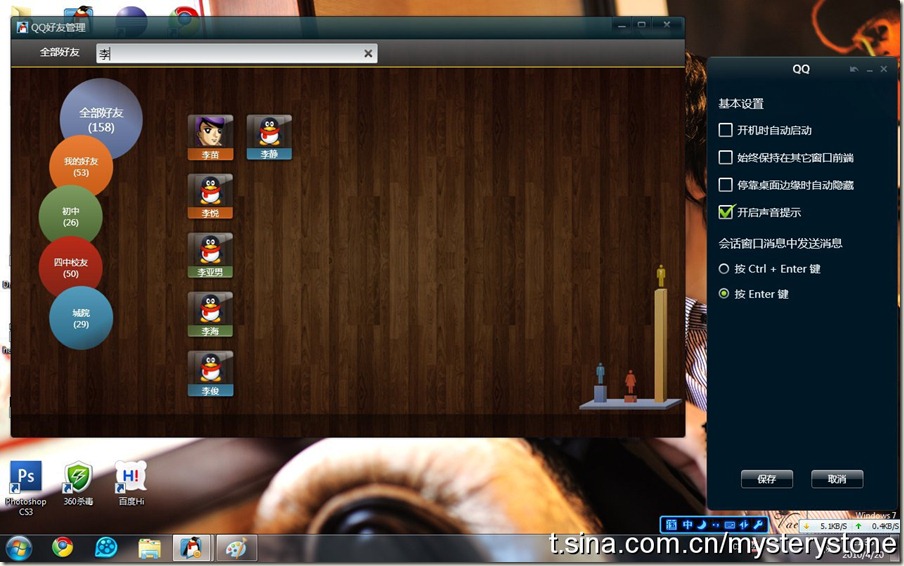 QQ好友管理
全部好友
李
全部好友
(158)
我的好友
(53)
初中
(26)
四中校友
(50)
城院
(29)
李苗
李静
李悦
李亚男
李海
李俊
QQ
基本设置
开机时自动启动
始终保持在其它窗口前端
停靠桌面边缘时自动隐藏
开启声音提示
会话窗口消息中发送消息
按 Ctrl + Enter 键
按 Enter 键
保存
取消
Ps
Photoshop
CS3
360杀毒
H!
百度Hi
Windows 7
中
5.1KB/S
0.4KB/S
t.sina.com.cn/mysterystone